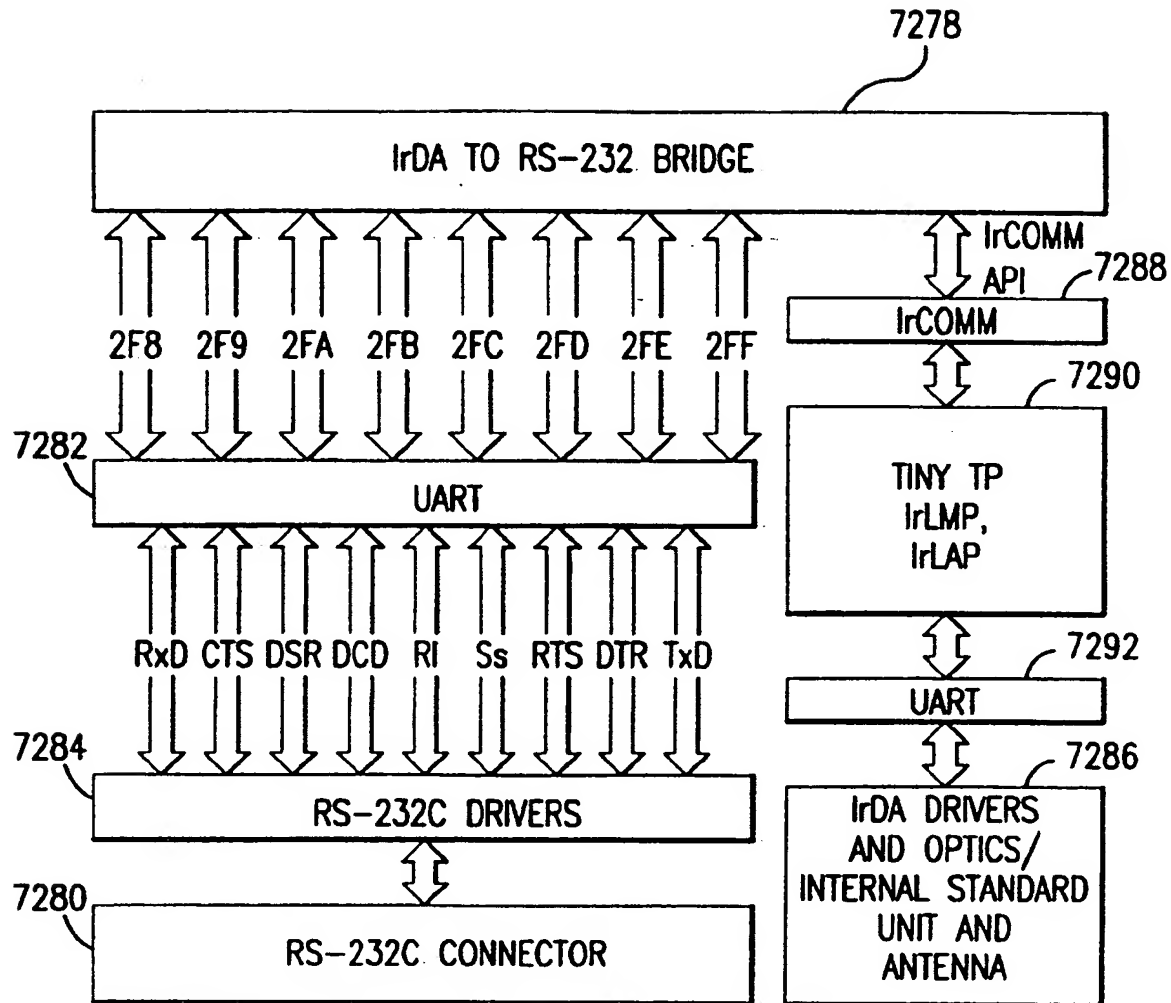 7278
IrDA TO RS-232 BRIDGE
IrCOMM
API
7288
IrCOMM
2F8 2F9 2FA 2FB 2FC 2FD 2FE 2FF
7290
7282
UART
TINY TP
IrLMP,
IrLAP
RxD CTS DSR DCD RI Ss RTS DTR TxD
7292
UART
7284
RS-232C DRIVERS
7286
IrDA DRIVERS
AND OPTICS/
INTERNAL STANDARD
UNIT AND
ANTENNA
7280
RS-232C CONNECTOR